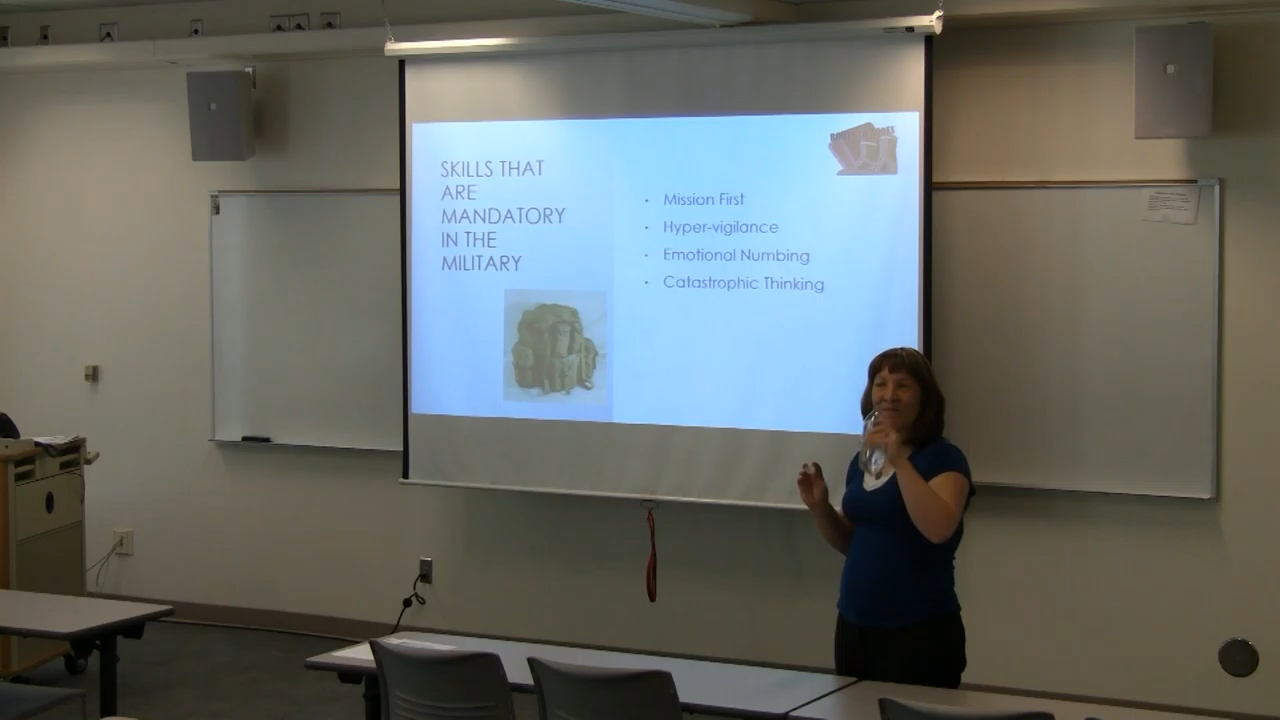 SKILLS THAT
ARE
MANDATORY
IN THE
MILITARY
· Mission First
· Hyper-vigilance
· Emotional Numbing
· Catastrophic Thinking